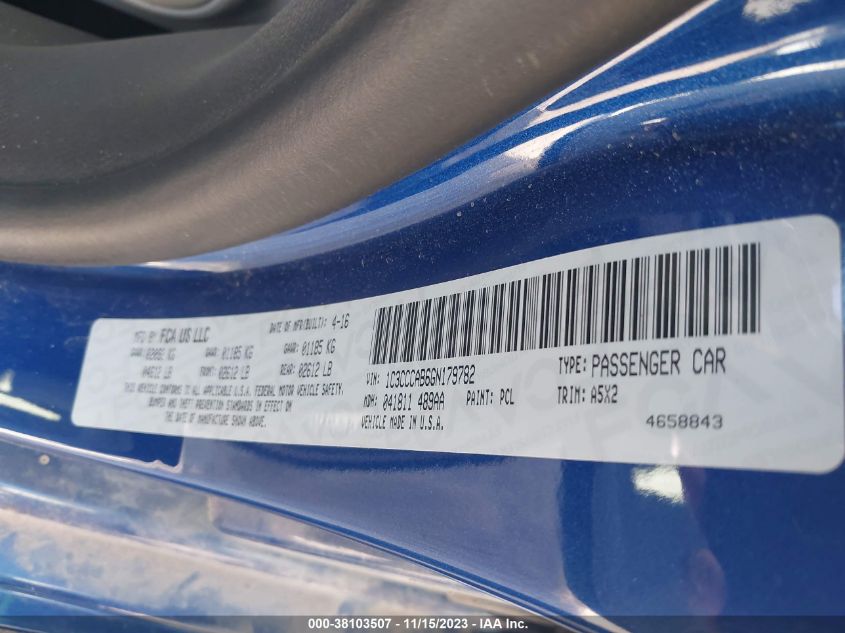 MFD BY FCA US LLC DATE OF MFR(BUILT): 4-16
KG GAWR: 01185 KG GAWR: 01185 KG
04612 LB FRONT: 02612 LB REAR: 02612 LB
THIS VEHICLE CONFORMS TO ALL APPLICABLE U.S.A. FEDERAL MOTOR VEHICLE SAFETY,
BUMPER AND THEFT PREVENTION STANDARDS IN EFFECT ON
THE DATE OF MANUFACTURE SHOWN ABOVE.
VIN: 1C3CCCAB6GN179782 TYPE: PASSENGER CAR
MDH: 041811 489AA PAINT: PCL TRIM: A5X2
VEHICLE MADE IN U.S.A. 4658843
000-38103507 - 11/15/2023 - IAA Inc.